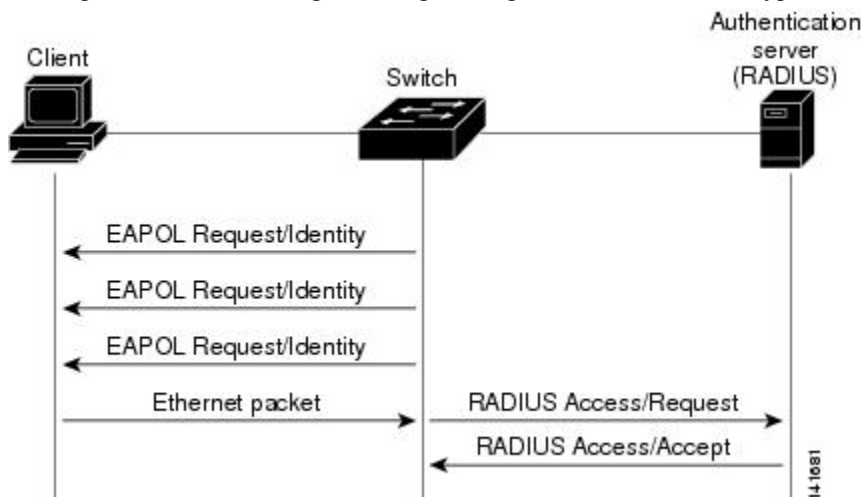 Authentication
server
(RADIUS)
Client
Switch
EAPOL Request/Identity
EAPOL Request/Identity
EAPOL Request/Identity
Ethernet packet
RADIUS Access/Request
RADIUS Access/Accept
141681